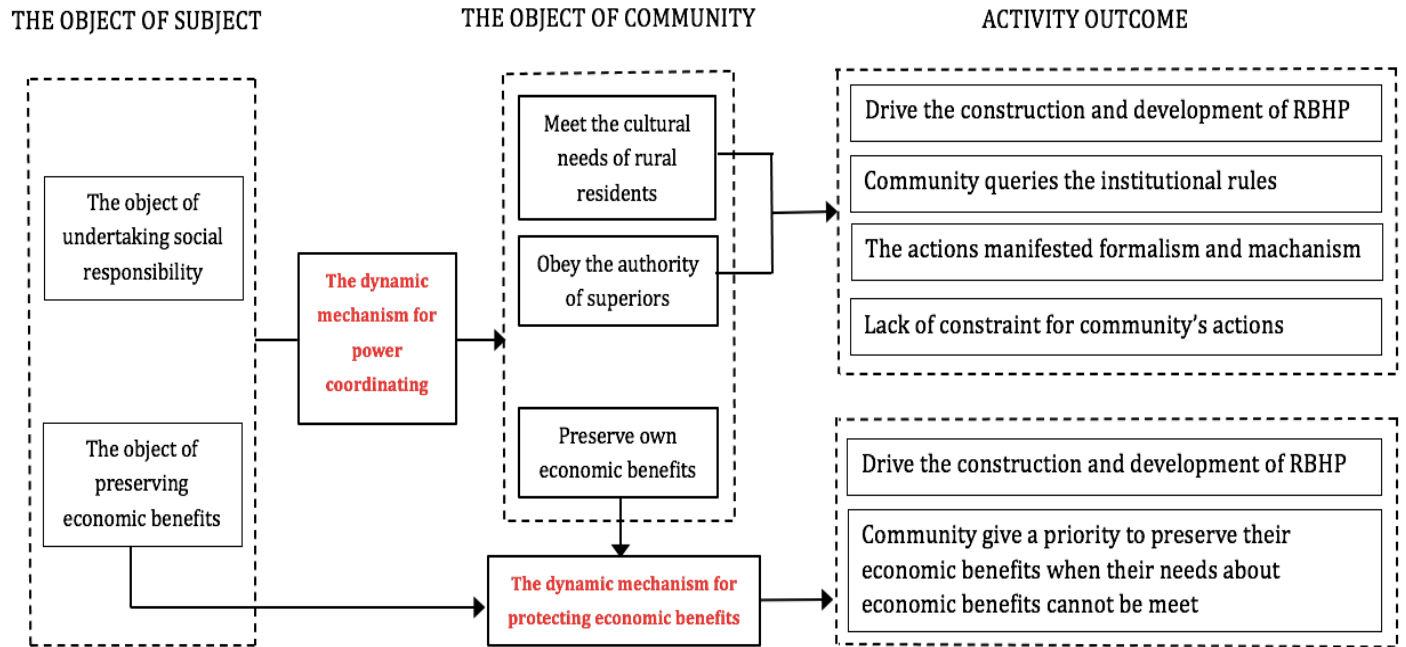 THE OBJECT OF SUBJECT
THE OBJECT OF COMMUNITY
ACTIVITY OUTCOME
The object of
undertaking social
responsibility
The object of
preserving
economic benefits
The dynamic
mechanism for
power
coordinating
Meet the cultural
needs of rural
residents
Obey the authority
of superiors
Preserve own
economic benefits
The dynamic mechanism for
protecting economic benefits
Drive the construction and development of RBHP
Community queries the institutional rules
The actions manifested formalism and machanism
Lack of constraint for community’s actions
Drive the construction and development of RBHP
Community give a priority to preserve their
economic benefits when their needs about
economic benefits cannot be meet